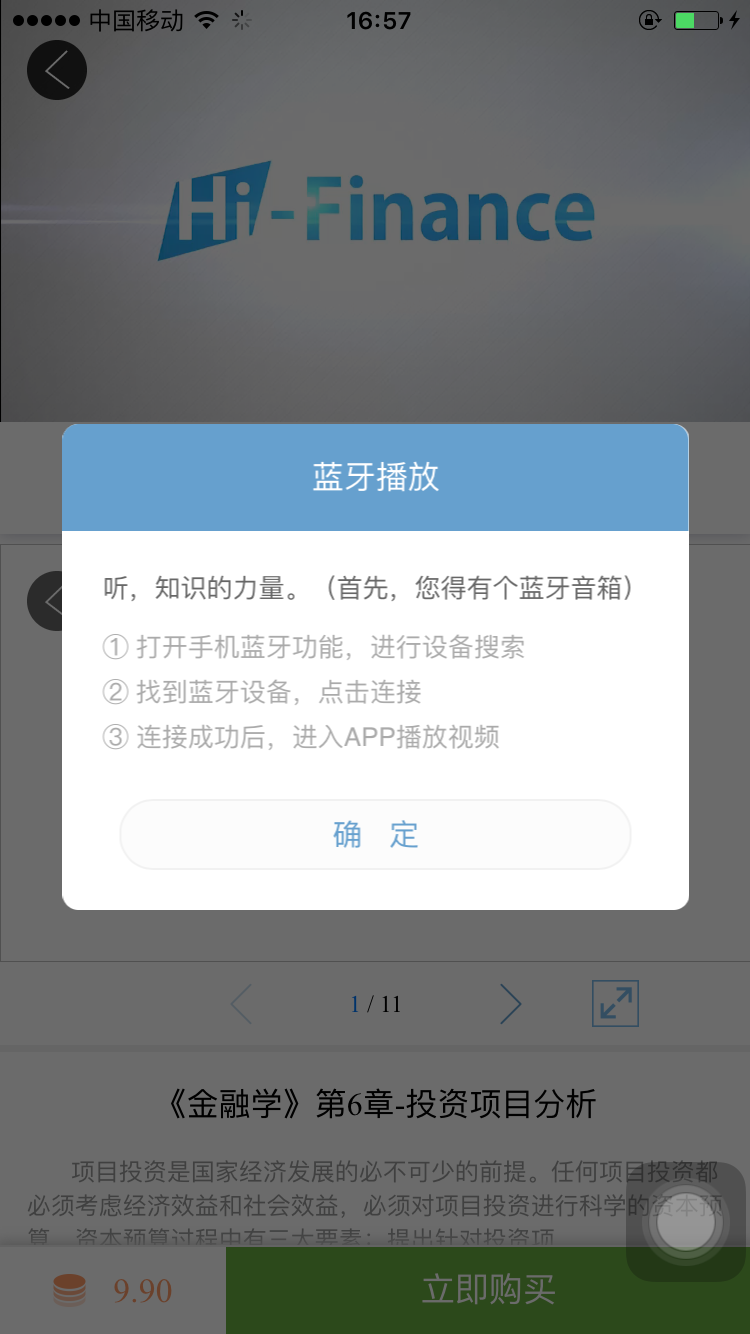 中国移动 16:57
Hi-Finance
蓝牙播放
听，知识的力量。（首先，您得有个蓝牙音箱）
① 打开手机蓝牙功能，进行设备搜索
② 找到蓝牙设备，点击连接
③ 连接成功后，进入APP播放视频
确 定
1 / 11
《金融学》第6章-投资项目分析
项目投资是国家经济发展的必不可少的前提。任何项目投资都
必须考虑经济效益和社会效益，必须对项目投资进行科学的资本预
算。资本预算过程中有三大要素：提出针对投资项
9.90 立即购买